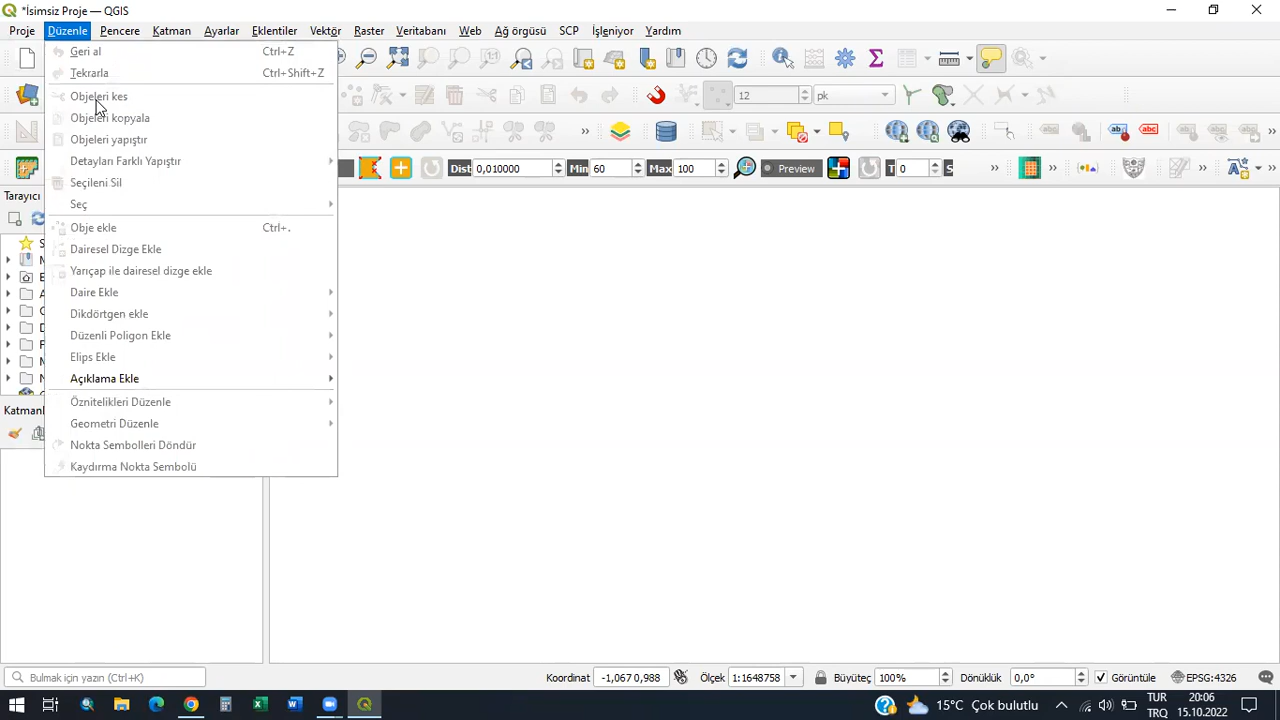 *İsimsiz Proje — QGIS
Proje Düzenle Pencere Katman Ayarlar Eklentiler Vektör Raster Veritabanı Web Ağ örgüsü SCP İşleniyor Yardım
Geri al Ctrl+Z
Tekrarla Ctrl+Shift+Z
Objeleri kes
Objeleri kopyala
Objeleri yapıştır
Detayları Farklı Yapıştır
Seçileni Sil
Seç
Obje ekle Ctrl+.
Dairesel Dizge Ekle
Yarıçap ile dairesel dizge ekle
Daire Ekle
Dikdörtgen ekle
Düzenli Poligon Ekle
Elips Ekle
Açıklama Ekle
Öznitelikleri Düzenle
Geometri Düzenle
Nokta Sembolleri Döndür
Kaydırma Nokta Sembolü
12 pk
abc abc
Dist 0,010000 Min 60 Max 100 Preview T 0 S
Tarayıcı
Katmanl
Bulmak için yazın (Ctrl+K)
Koordinat -1,067 0,988 Ölçek 1:1648758 Büyüteç 100% Dönüklük 0,0° Görüntüle EPSG:4326
15°C Çok bulutlu
TUR
TRQ
20:06
15.10.2022